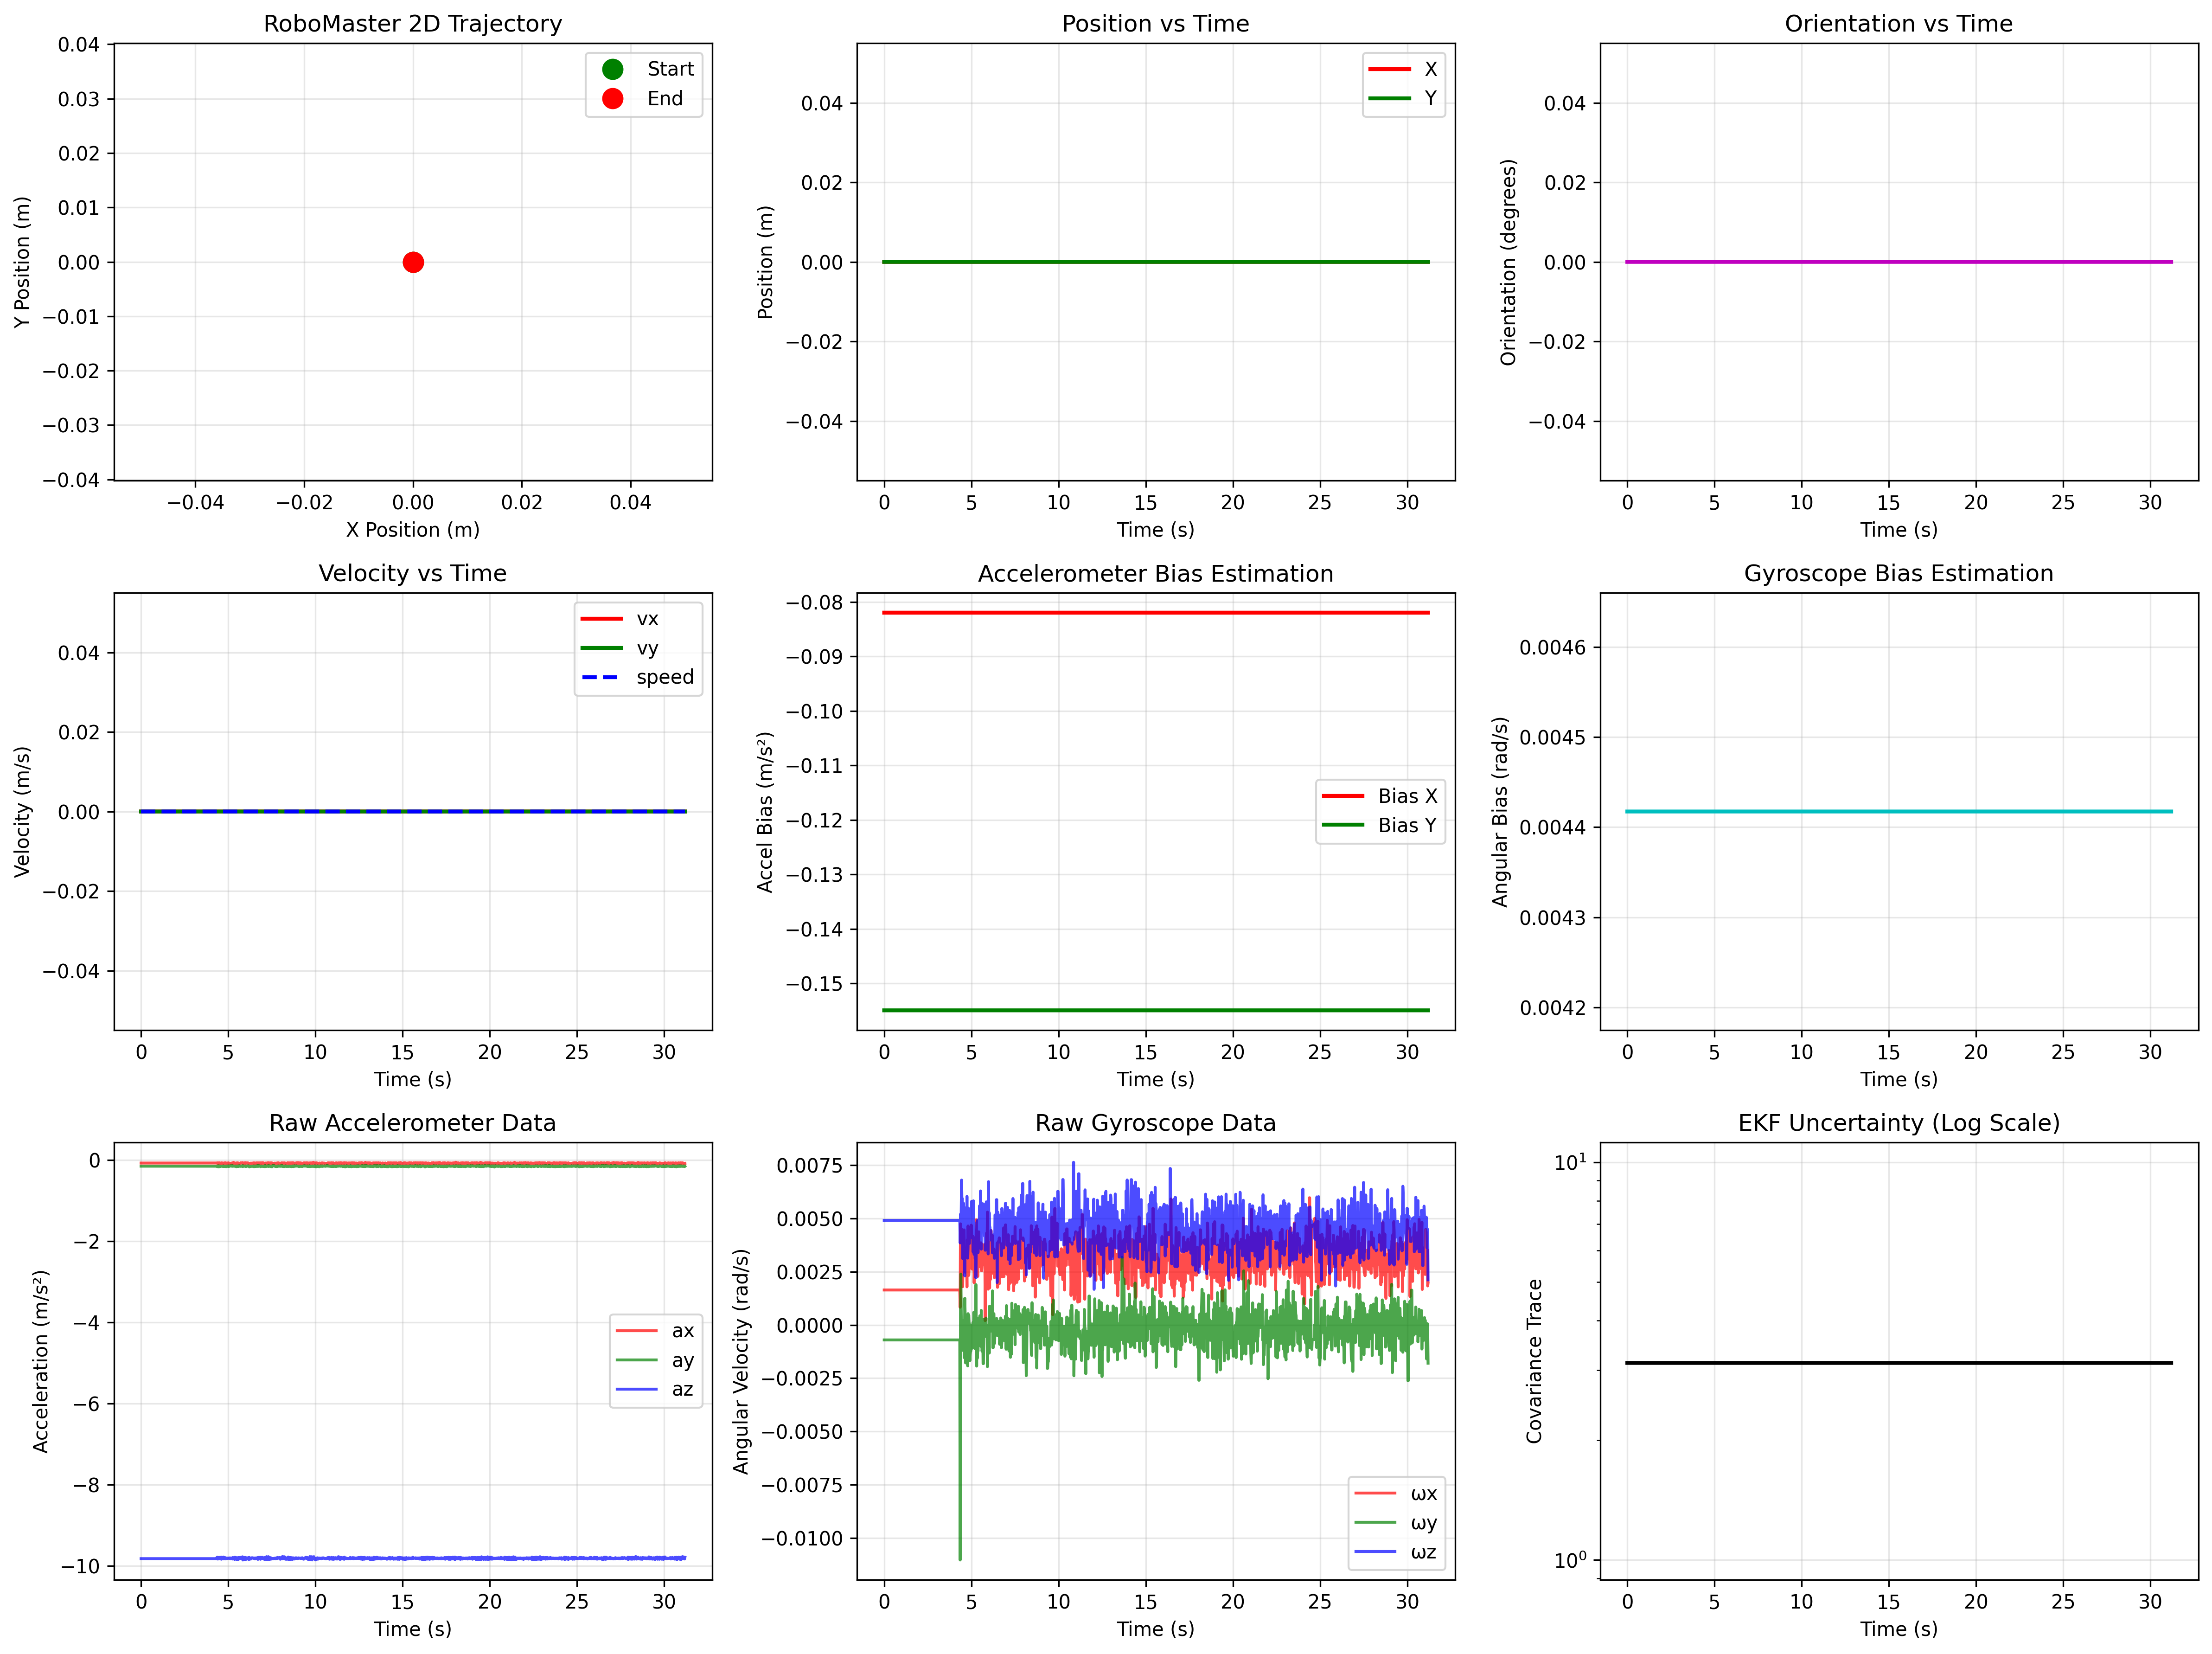 RoboMaster 2D Trajectory
0.04
0.03
0.02
0.01
0.00
−0.01
−0.02
−0.03
−0.04
Y Position (m)
Start
End
−0.04
−0.02
0.00
0.02
0.04
X Position (m)
Position vs Time
0.04
0.02
0.00
−0.02
−0.04
Position (m)
X
Y
0
5
10
15
20
25
30
Time (s)
Orientation vs Time
0.04
0.02
0.00
−0.02
−0.04
Orientation (degrees)
0
5
10
15
20
25
30
Time (s)
Velocity vs Time
0.04
0.02
0.00
−0.02
−0.04
Velocity (m/s)
vx
vy
speed
0
5
10
15
20
25
30
Time (s)
Accelerometer Bias Estimation
−0.08
−0.09
−0.10
−0.11
−0.12
−0.13
−0.14
−0.15
Accel Bias (m/s²)
Bias X
Bias Y
0
5
10
15
20
25
30
Time (s)
Gyroscope Bias Estimation
0.0046
0.0045
0.0044
0.0043
0.0042
Angular Bias (rad/s)
0
5
10
15
20
25
30
Time (s)
Raw Accelerometer Data
0
−2
−4
−6
−8
−10
Acceleration (m/s²)
ax
ay
az
0
5
10
15
20
25
30
Time (s)
Raw Gyroscope Data
0.0075
0.0050
0.0025
0.0000
−0.0025
−0.0050
−0.0075
−0.0100
Angular Velocity (rad/s)
ωx
ωy
ωz
0
5
10
15
20
25
30
Time (s)
EKF Uncertainty (Log Scale)
10¹
10⁰
Covariance Trace
0
5
10
15
20
25
30
Time (s)